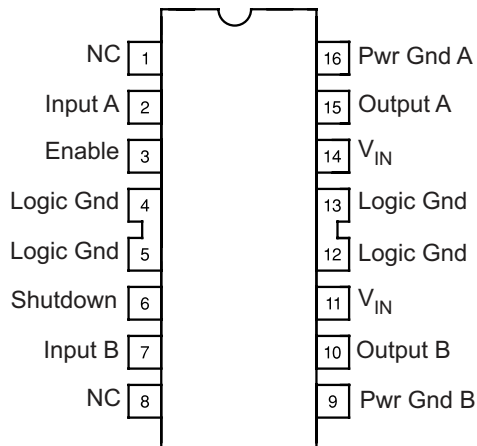 NC 1 16 Pwr Gnd A
Input A 2 15 Output A
Enable 3 14 V_IN
Logic Gnd 4 13 Logic Gnd
Logic Gnd 5 12 Logic Gnd
Shutdown 6 11 V_IN
Input B 7 10 Output B
NC 8 9 Pwr Gnd B